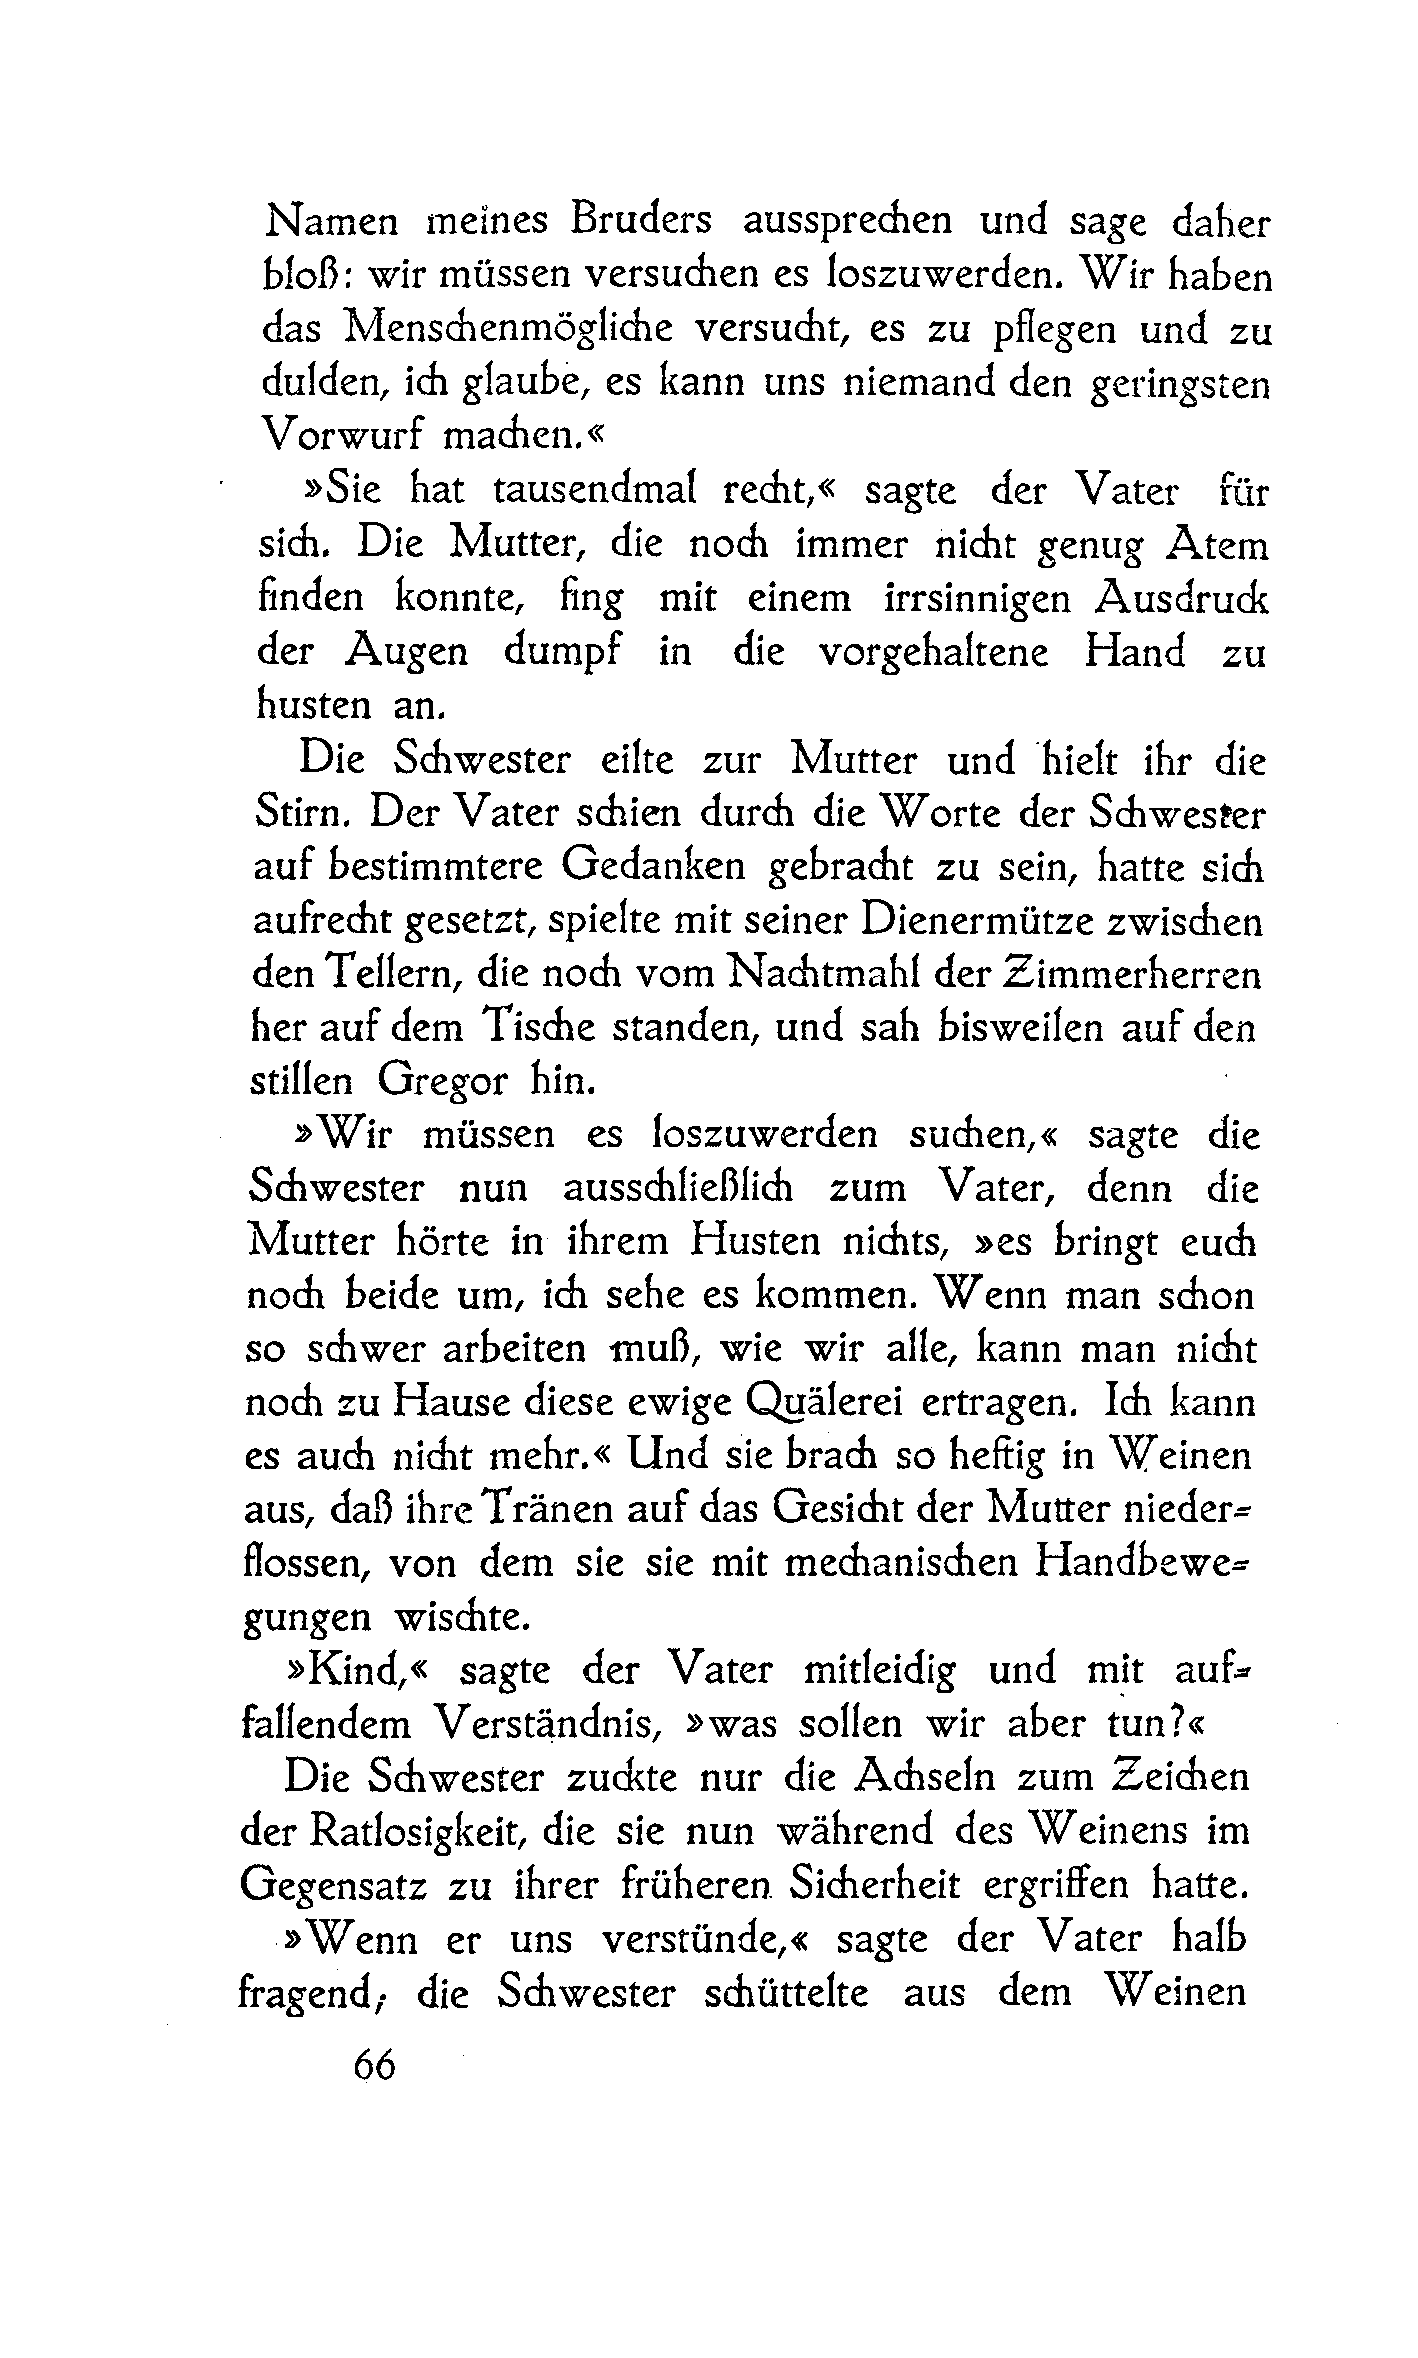 Namen meines Bruders aussprechen und sage daher
bloß: wir müssen versuchen es loszuwerden. Wir haben
das Menschenmögliche versucht, es zu pflegen und zu
dulden, ich glaube, es kann uns niemand den geringsten
Vorwurf machen.«
»Sie hat tausendmal recht,« sagte der Vater für
sich. Die Mutter, die noch immer nicht genug Atem
finden konnte, fing mit einem irrsinnigen Ausdruck
der Augen dumpf in die vorgehaltene Hand zu
husten an.
Die Schwester eilte zur Mutter und hielt ihr die
Stirn. Der Vater schien durch die Worte der Schwester
auf bestimmtere Gedanken gebracht zu sein, hatte sich
aufrecht gesetzt, spielte mit seiner Dienermütze zwischen
den Tellern, die noch vom Nachtmahl der Zimmerherren
her auf dem Tische standen, und sah bisweilen auf den
stillen Gregor hin.
»Wir müssen es loszuwerden suchen,« sagte die
Schwester nun ausschließlich zum Vater, denn die
Mutter hörte in ihrem Husten nichts, »es bringt euch
noch beide um, ich sehe es kommen. Wenn man schon
so schwer arbeiten muß, wie wir alle, kann man nicht
noch zu Hause diese ewige Quälerei ertragen. Ich kann
es auch nicht mehr.« Und sie brach so heftig in Weinen
aus, daß ihre Tränen auf das Gesicht der Mutter nieder-
flossen, von dem sie sie mit mechanischen Handbewe-
gungen wischte.
»Kind,« sagte der Vater mitleidig und mit auf-
fallendem Verständnis, »was sollen wir aber tun?«
Die Schwester zuckte nur die Achseln zum Zeichen
der Ratlosigkeit, die sie nun während des Weinens im
Gegensatz zu ihrer früheren Sicherheit ergriffen hatte.
»Wenn er uns verstünde,« sagte der Vater halb
fragend; die Schwester schüttelte aus dem Weinen
66